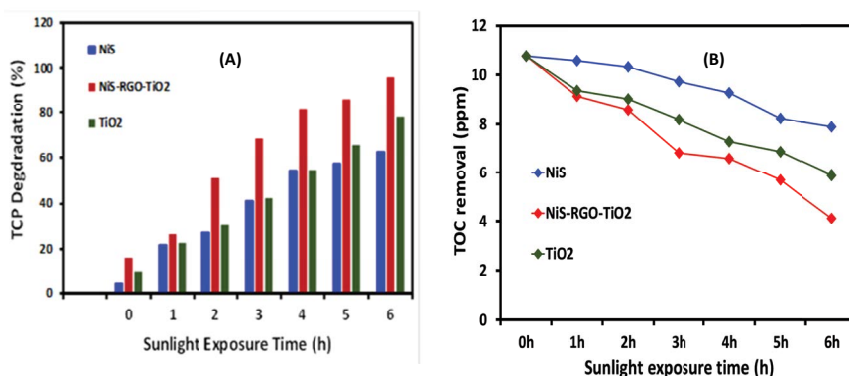 120
100
80
60
40
20
0
TCP Degdradation (%)
(A)
NiS
NiS-RGO-TiO2
TiO2
0 1 2 3 4 5 6
Sunlight Exposure Time (h)
0
2
4
6
8
10
12
TOC removal (ppm)
(B)
NiS
NiS-RGO-TiO2
TiO2
0h 1h 2h 3h 4h 5h 6h
Sunlight exposure time (h)